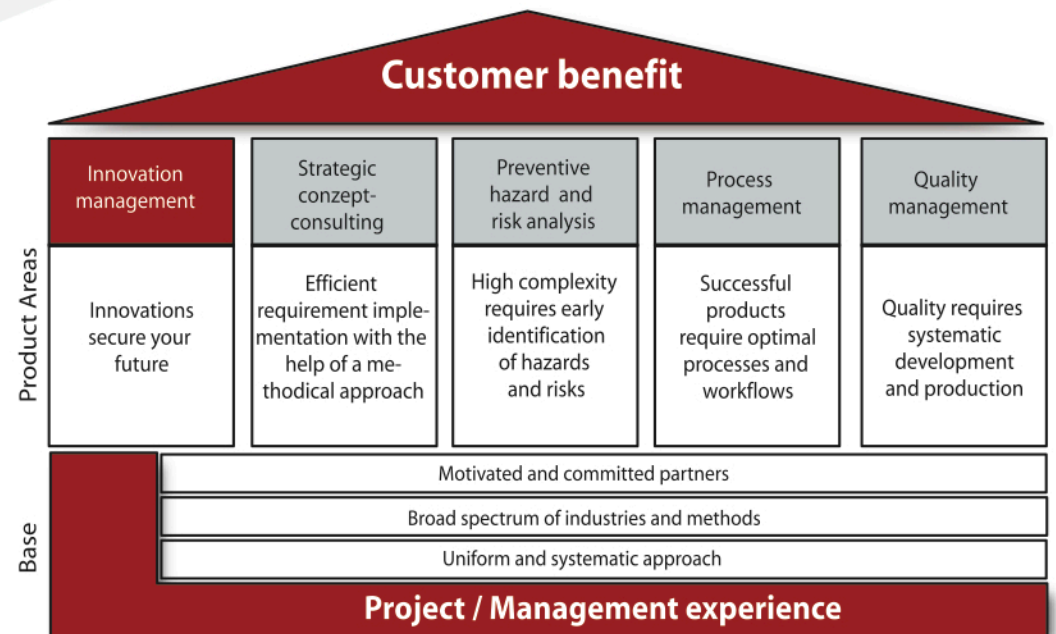 Customer benefit
Innovation
management
Strategic
conzept-
consulting
Preventive
hazard and
risk analysis
Process
management
Quality
management
Product Areas
Innovations
secure your
future
Efficient
requirement imple-
mentation with the
help of a me-
thodical approach
High complexity
requires early
identification
of hazards
and risks
Successful
products
require optimal
processes and
workflows
Quality requires
systematic
development
and production
Base
Motivated and committed partners
Broad spectrum of industries and methods
Uniform and systematic approach
Project / Management experience